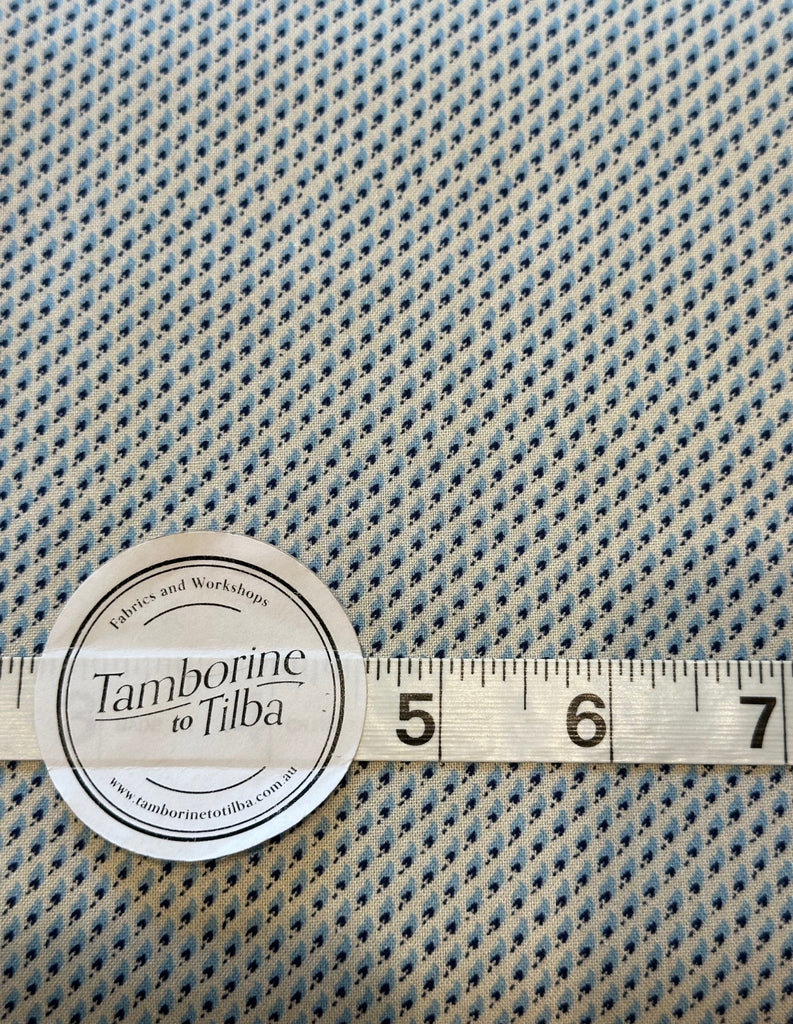 Fabrics and Workshops
Tamborine
to Tilba
www.tamborinetotilba.com.au
5 6 7